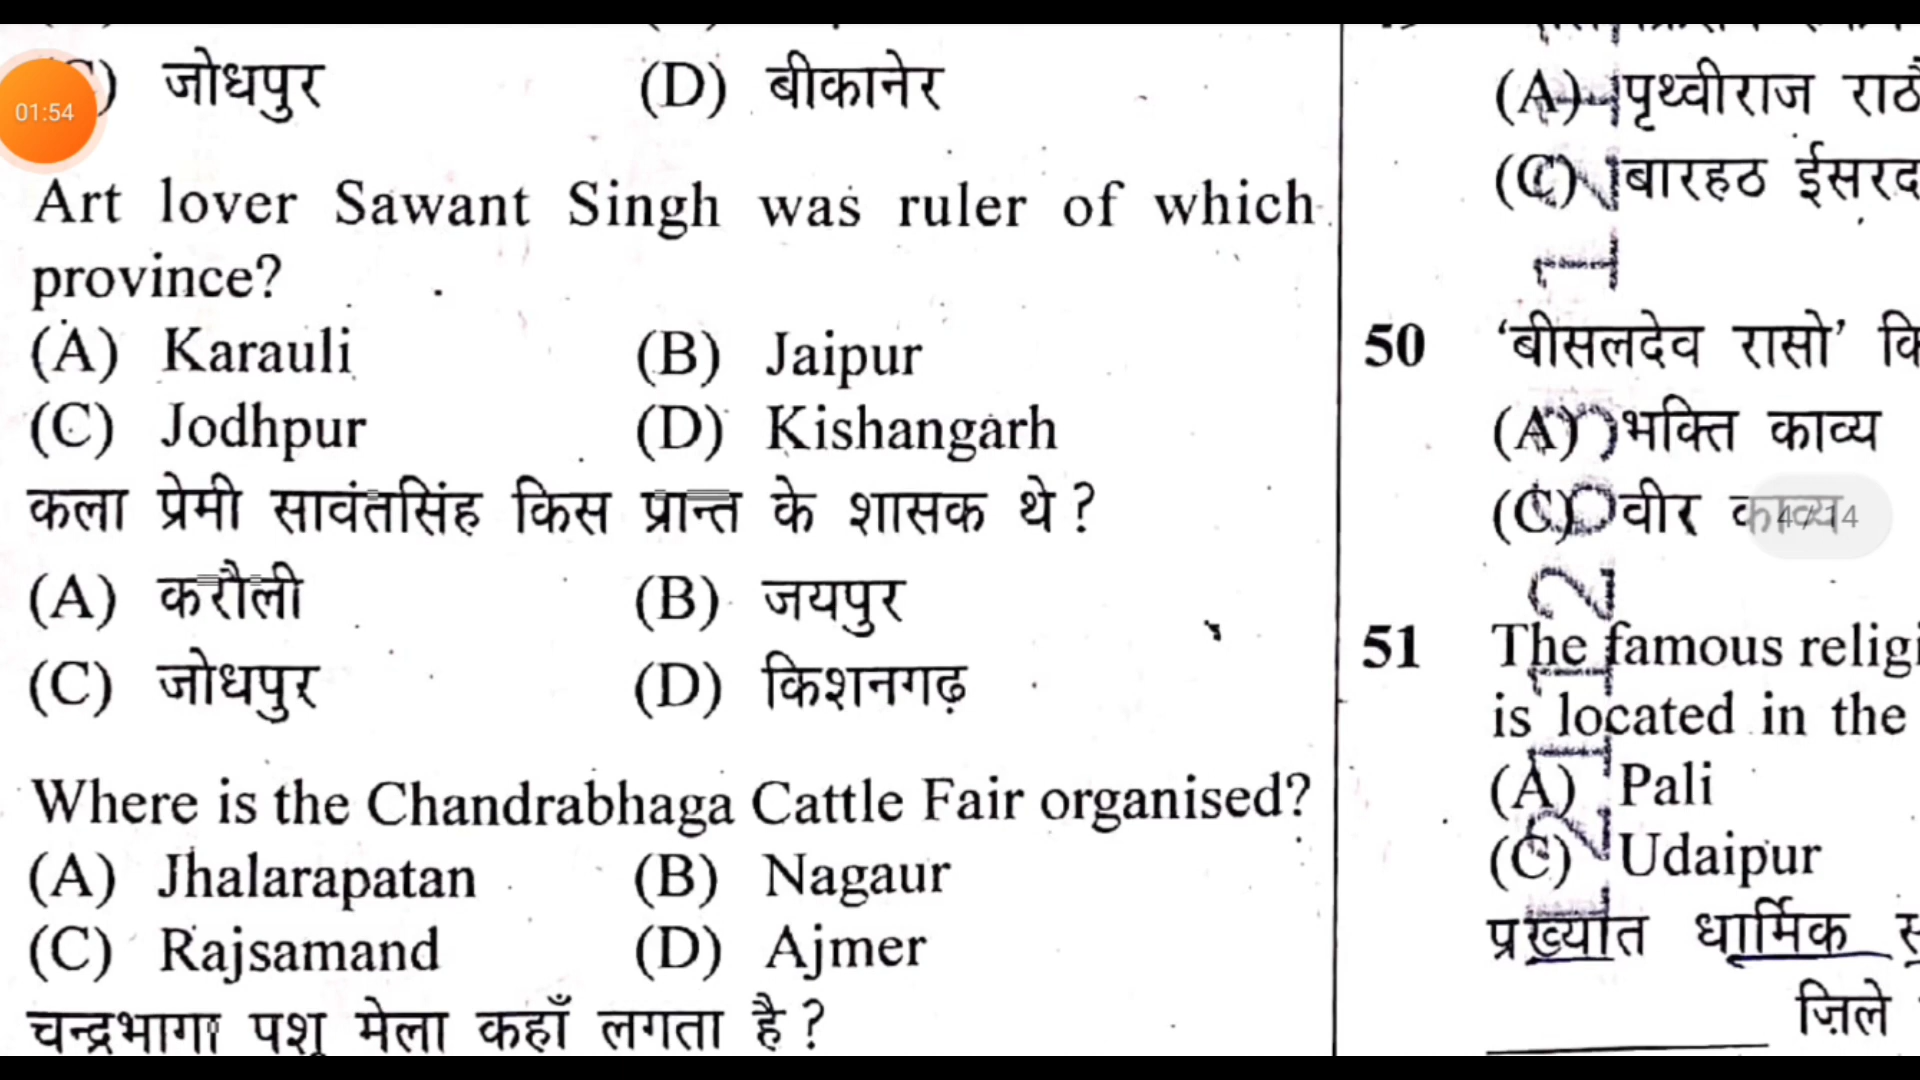 (C) जोधपुर (D) बीकानेर
01:54
Art lover Sawant Singh was ruler of which
province?
(A) Karauli (B) Jaipur
(C) Jodhpur (D) Kishangarh
कला प्रेमी सावंतसिंह किस प्रान्त के शासक थे ?
(A) करौली (B) जयपुर
(C) जोधपुर (D) किशनगढ़
Where is the Chandrabhaga Cattle Fair organised?
(A) Jhalarapatan (B) Nagaur
(C) Rajsamand (D) Ajmer
चन्द्रभागा पशु मेला कहाँ लगता है ?
(A) पृथ्वीराज
(C) बारहठ
50 ‘बीसलदेव रासो’
(A) भक्ति काव्य
(C) वीर काव्य
4 / 14
51 The famous
is located in the
(A) Pali
(C) Udaipur
प्रख्यात धार्मिक
ज़िले